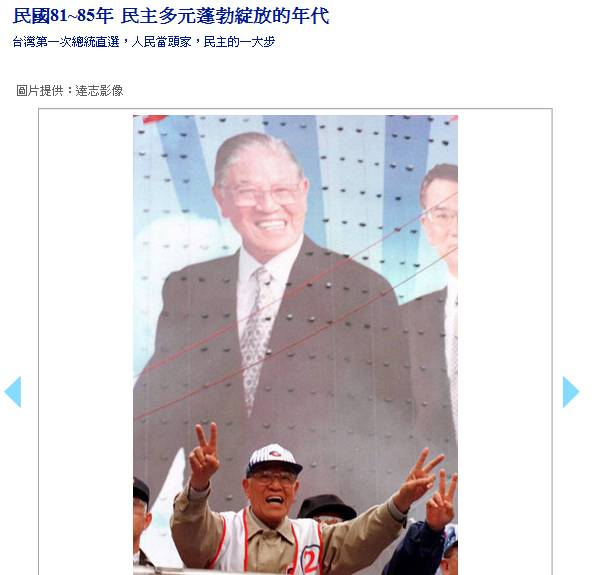 民國81~85年 民主多元蓬勃綻放的年代
台灣第一次總統直選，人民當頭家，民主的一大步
圖片提供：達志影像
2